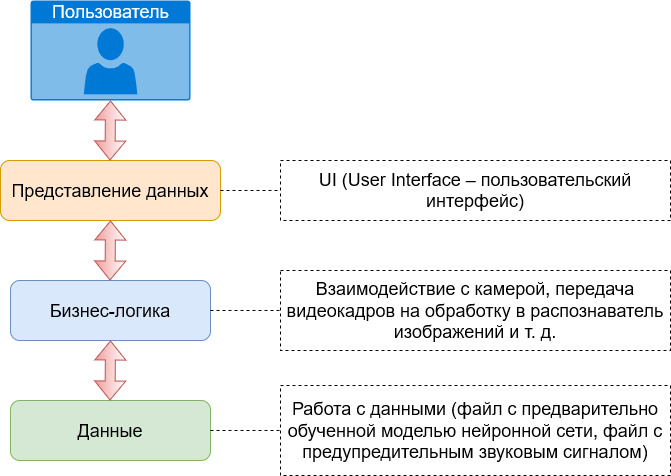 Пользователь
Представление данных
UI (User Interface – пользовательский
интерфейс)
Бизнес-логика
Взаимодействие с камерой, передача
видеокадров на обработку в распознаватель
изображений и т. д.
Данные
Работа с данными (файл с предварительно
обученной моделью нейронной сети, файл с
предупредительным звуковым сигналом)